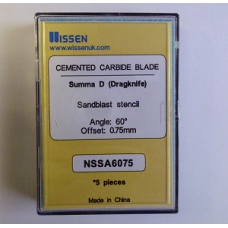 WISSEN
www.wissenuk.com
CEMENTED CARBIDE BLADE
Summa D (Dragknife)
Sandblast stencil
Angle: 60°
Offset: 0.75mm
NSSA6075
*5 pieces
Made in China